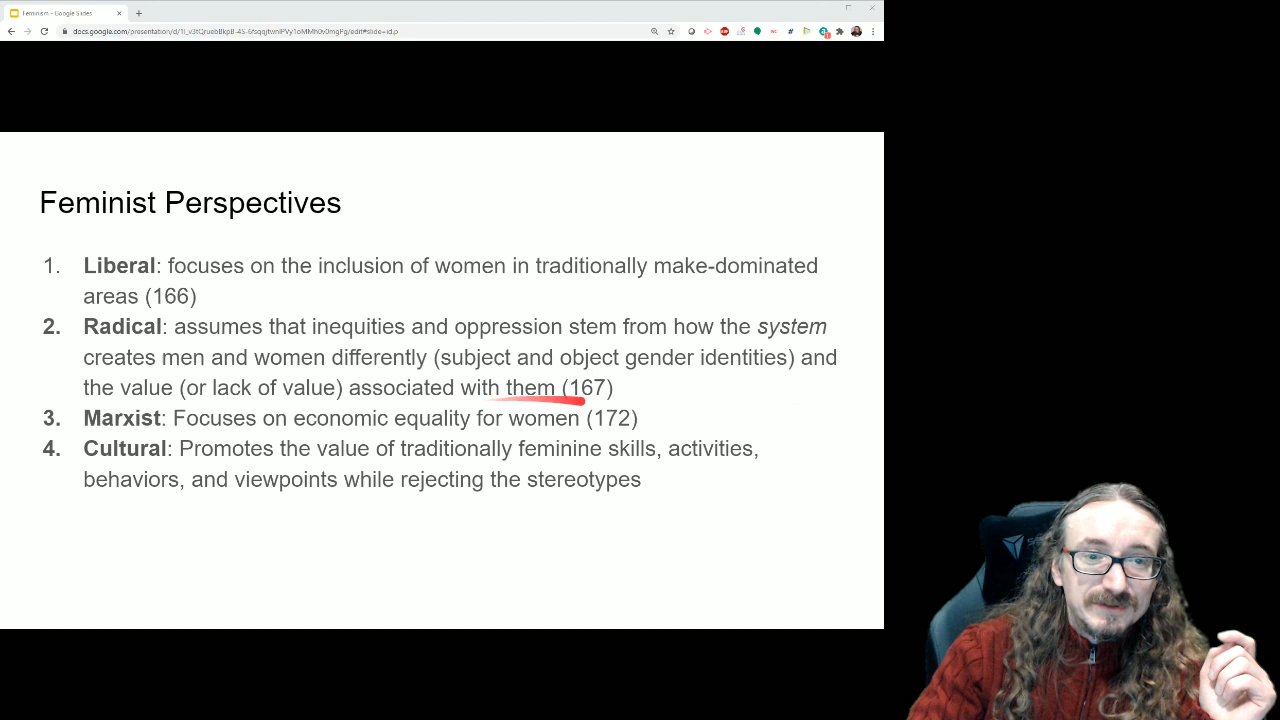 Feminism - Google Slides
Feminist Perspectives
1. Liberal: focuses on the inclusion of women in traditionally make-dominated
areas (166)
2. Radical: assumes that inequities and oppression stem from how the system
creates men and women differently (subject and object gender identities) and
the value (or lack of value) associated with them (167)
3. Marxist: Focuses on economic equality for women (172)
4. Cultural: Promotes the value of traditionally feminine skills, activities,
behaviors, and viewpoints while rejecting the stereotypes